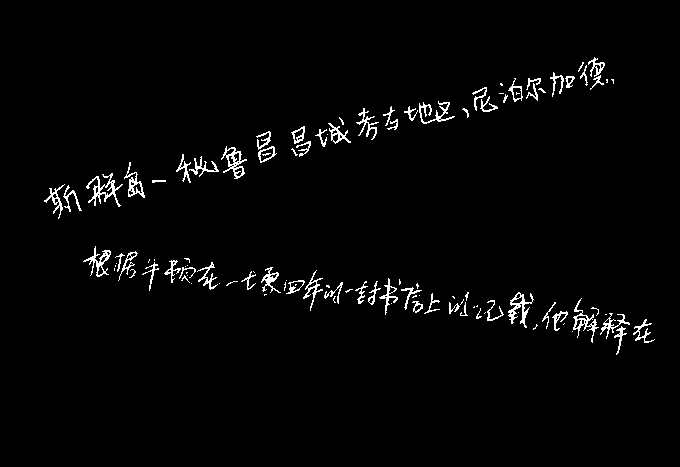 斯群岛一秘鲁昌昌城考古地区、尼泊尔加德
根据牛顿在一七零四年的一封书信上的记载,他解释在